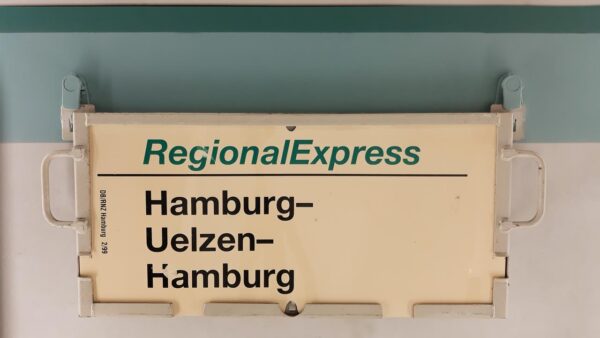 RegionalExpress
Hamburg–
Uelzen–
Hamburg
DB/RNZ Hamburg 2/99